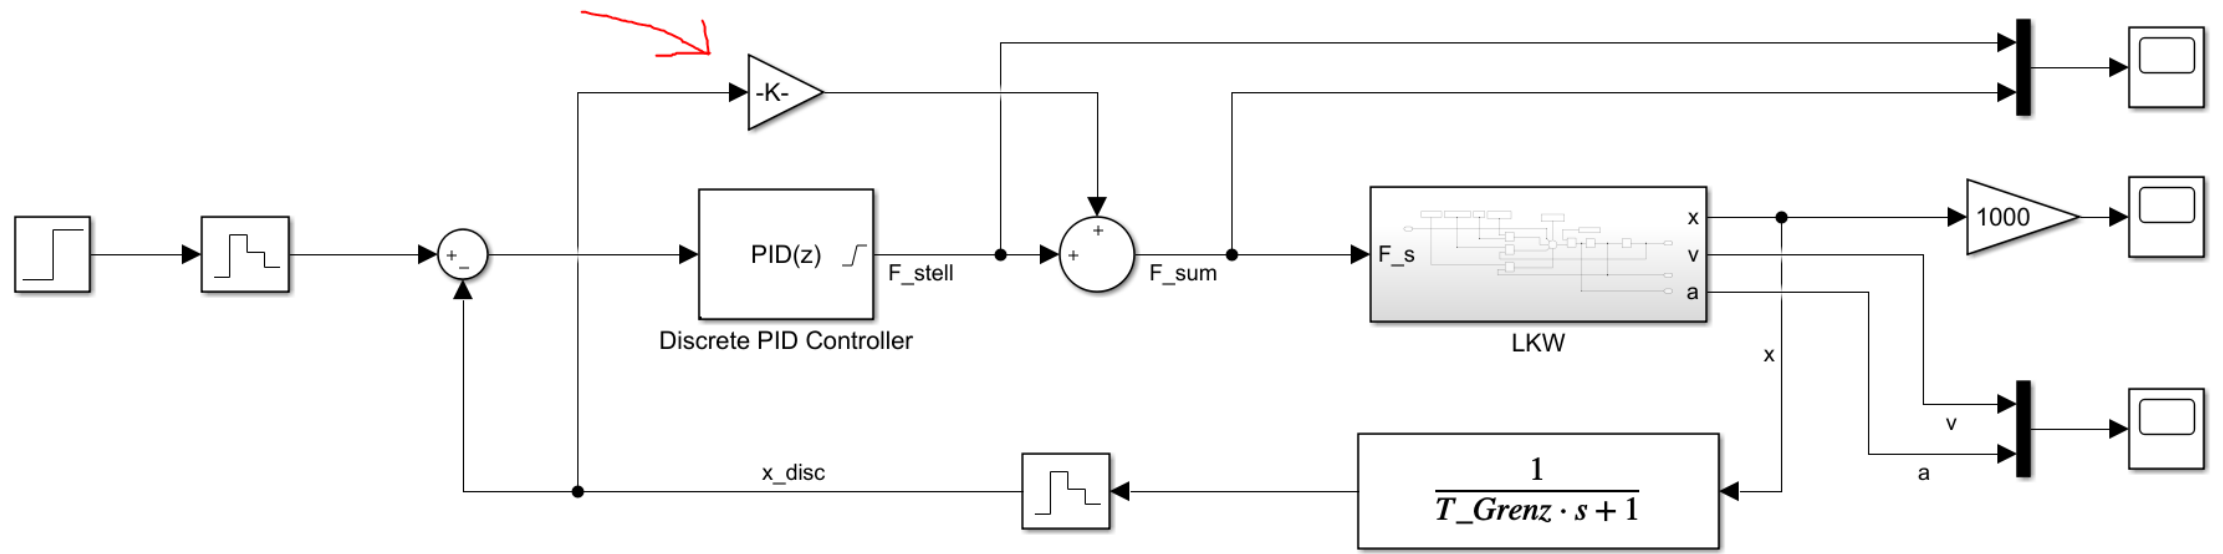 -K-
+
−
PID(z)
F_stell
Discrete PID Controller
+
+
F_sum
F_s
x
v
a
LKW
1000
x
v
a
x_disc
1
T_Grenz · s + 1